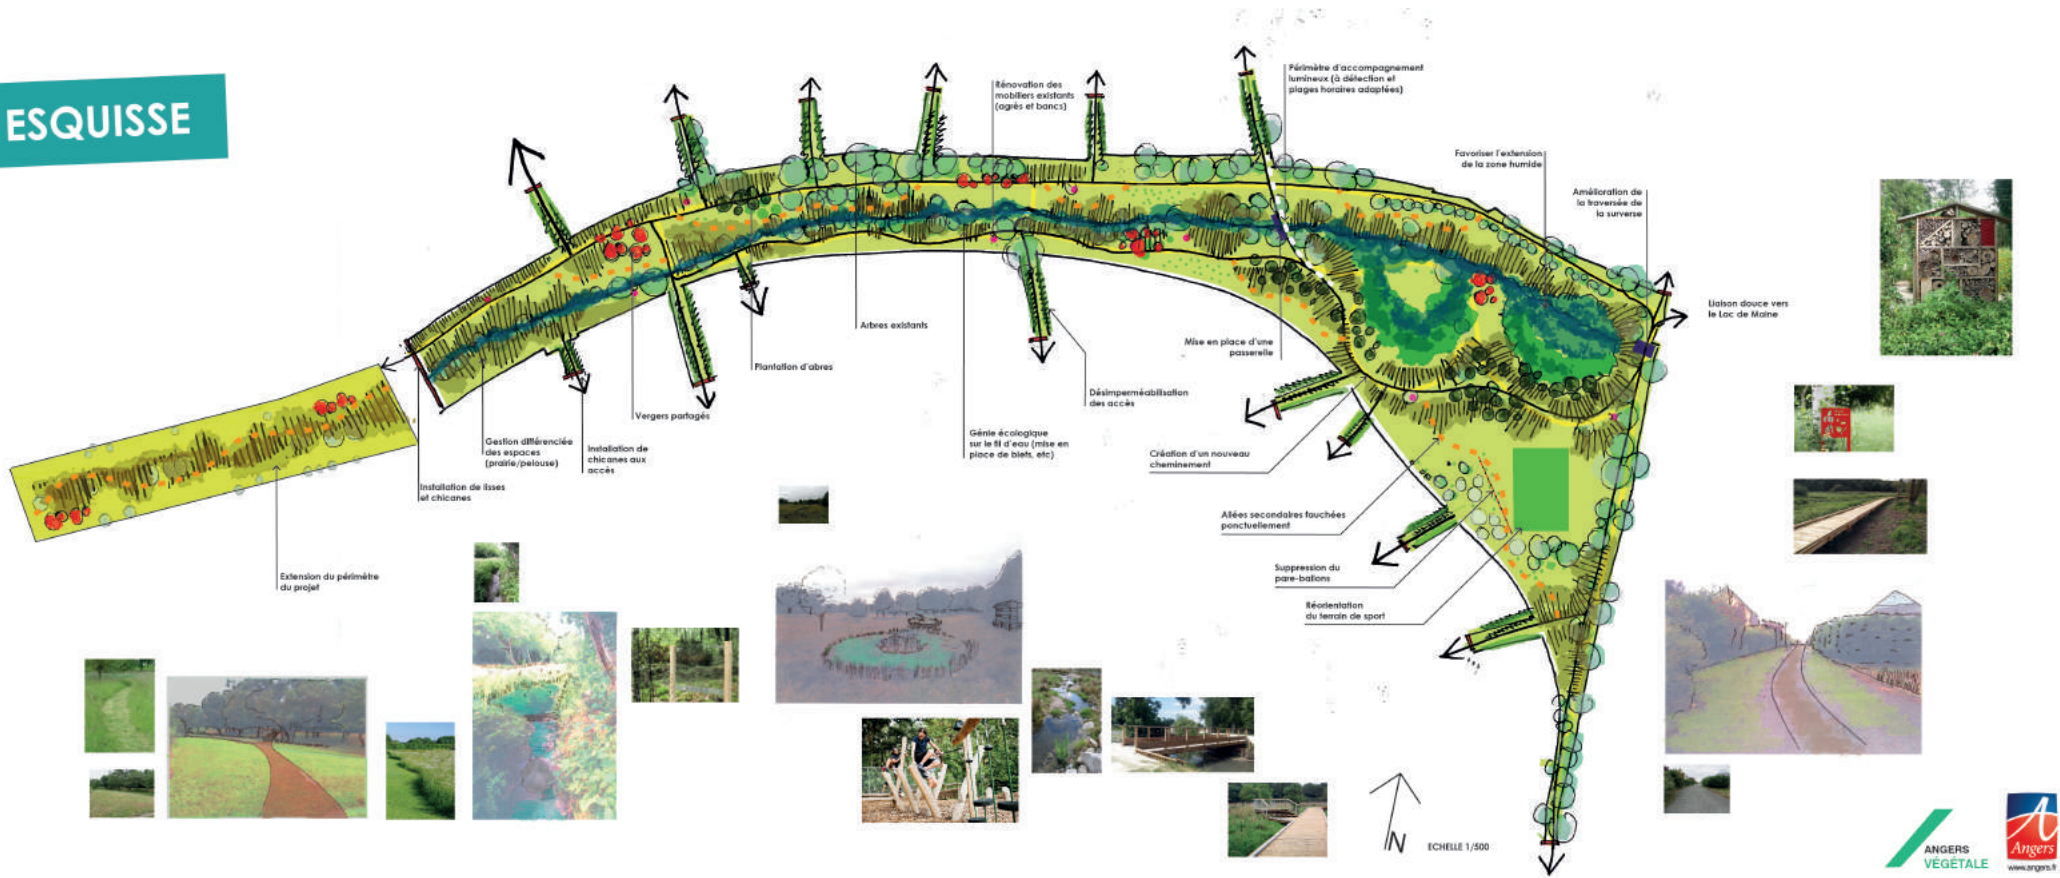 ESQUISSE
Rénovation des
mobiliers existants
(agrès et bancs)
Périmètre d'accompagnement
lumineux (à détection et
plages horaires adaptées)
Favoriser l'extension
de la zone humide
Amélioration de
la traversée de
la surverse
Liaison douce vers
le Lac de Maine
Arbres existants
Mise en place d'une
passerelle
Plantation d'abres
Désimperméabilisation
des accès
Vergers partagés
Génie écologique
sur le fil d'eau (mise en
place de biefs, etc)
Gestion différenciée
des espaces
(prairie/pelouse)
Installation de
chicanes aux
accès
Création d'un nouveau
cheminement
Installation de lisses
et chicanes
Allées secondaires fauchées
ponctuellement
Extension du périmètre
du projet
Suppression du
pare-ballons
Réorientation
du terrain de sport
N
ECHELLE 1/500
ANGERS
VÉGÉTALE
A
Angers
www.angers.fr